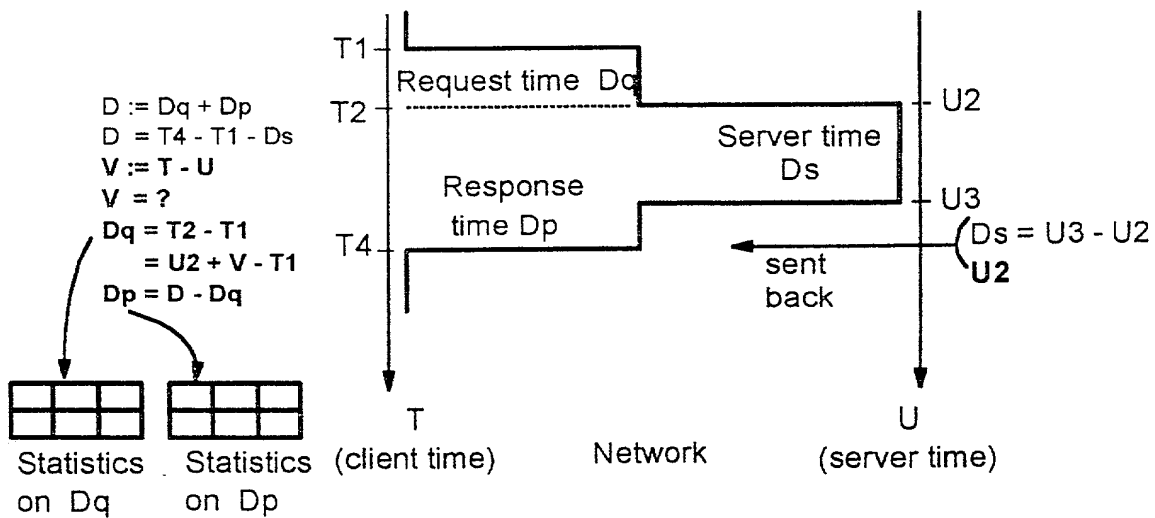 D := Dq + Dp
D = T4 - T1 - Ds
V := T - U
V = ?
Dq = T2 - T1
= U2 + V - T1
Dp = D - Dq
Statistics on Dq
Statistics on Dp
T1
Request time Dq
T2
U2
Server time
Ds
Response
time Dp
U3
T4
Ds = U3 - U2
U2
sent
back
T
(client time)
Network
U
(server time)